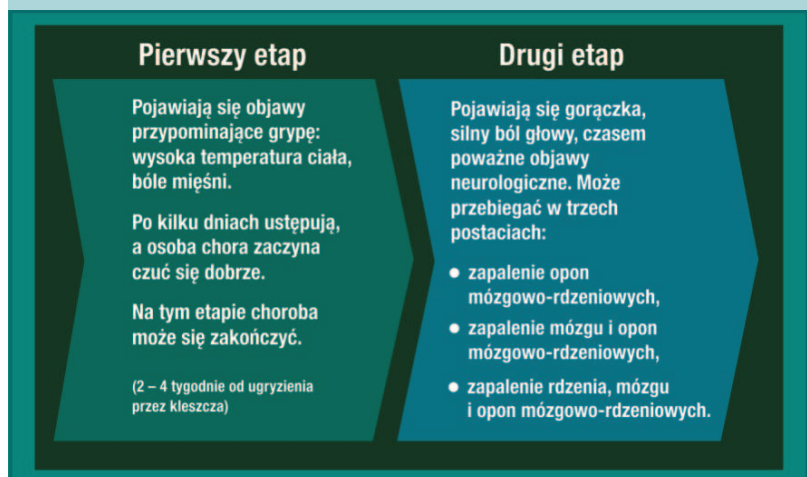 Pierwszy etap
Pojawiają się objawy
przypominające grypę:
wysoka temperatura ciała,
bóle mięśni.
Po kilku dniach ustępują,
a osoba chora zaczyna
czuć się dobrze.
Na tym etapie choroba
może się zakończyć.
(2 – 4 tygodnie od ugryzienia
przez kleszcza)
Drugi etap
Pojawiają się gorączka,
silny ból głowy, czasem
poważne objawy
neurologiczne. Może
przebiegać w trzech
postaciach:
• zapalenie opon
mózgowo-rdzeniowych,
• zapalenie mózgu i opon
mózgowo-rdzeniowych,
• zapalenie rdzenia, mózgu
i opon mózgowo-rdzeniowych.